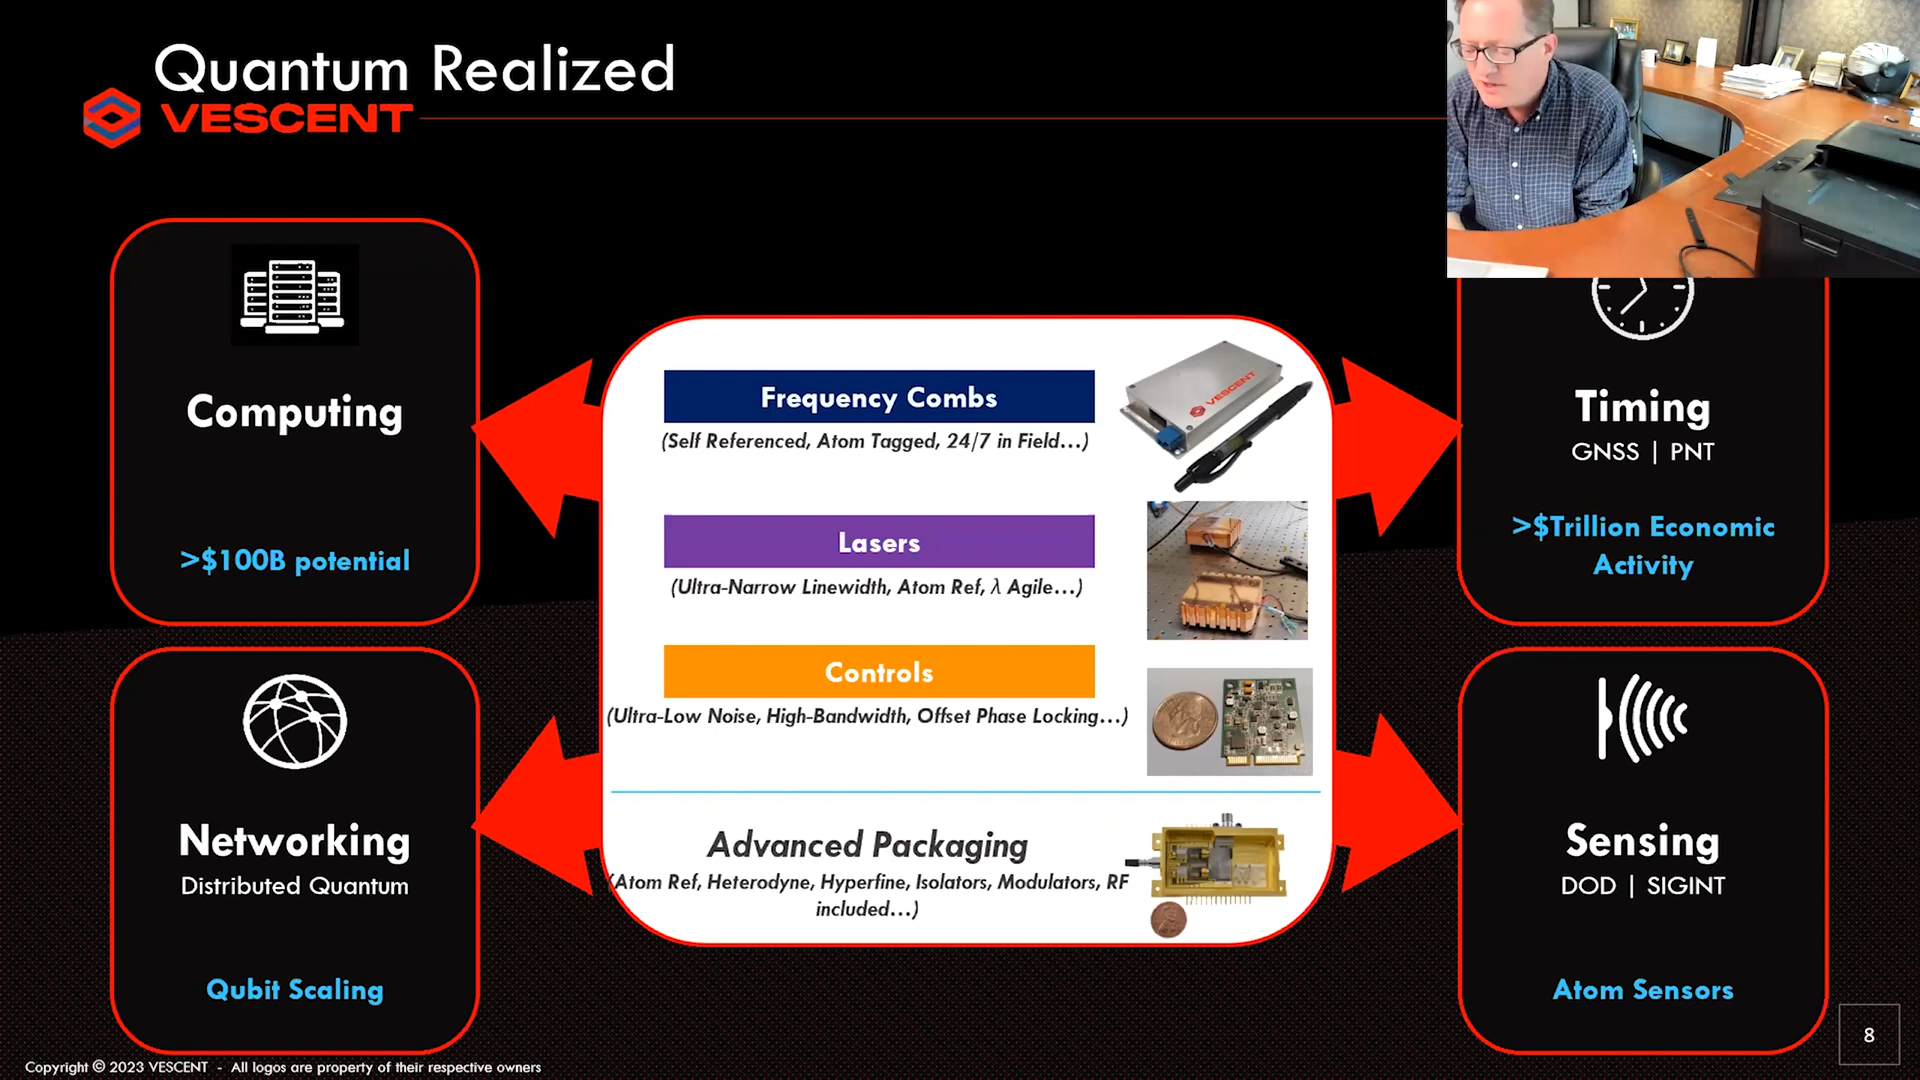 Quantum Realized
VESCENT
Computing
>$100B potential
Networking
Distributed Quantum
Qubit Scaling
Frequency Combs
(Self Referenced, Atom Tagged, 24/7 in Field...)
VESCENT
Lasers
(Ultra-Narrow Linewidth, Atom Ref, λ Agile...)
Controls
(Ultra-Low Noise, High-Bandwidth, Offset Phase Locking...)
Advanced Packaging
(Atom Ref, Heterodyne, Hyperfine, Isolators, Modulators, RF
included...)
Timing
GNSS | PNT
>$Trillion Economic
Activity
Sensing
DOD | SIGINT
Atom Sensors
8
Copyright © 2023 VESCENT - All logos are property of their respective owners